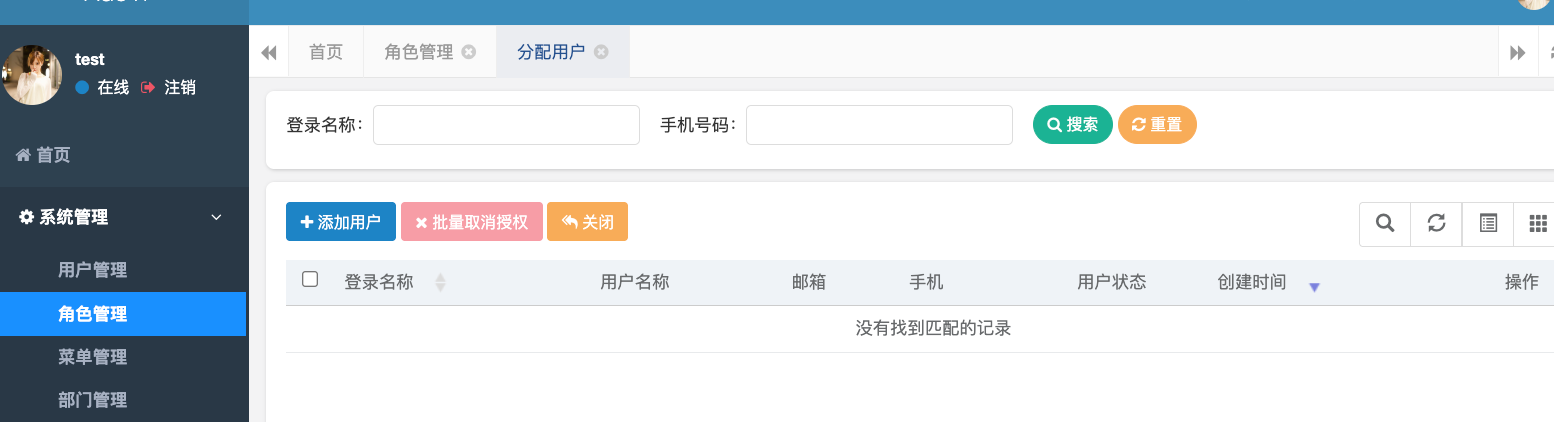 test
在线 注销
首页
系统管理
用户管理
角色管理
菜单管理
部门管理
首页 角色管理 分配用户
登录名称: 手机号码: 搜索 重置
添加用户 批量取消授权 关闭
登录名称 用户名称 邮箱 手机 用户状态 创建时间 操作
没有找到匹配的记录